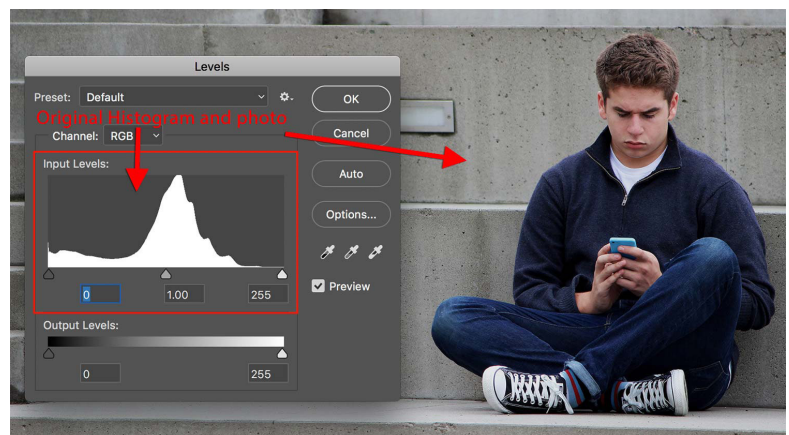 Levels
Preset: Default
OK
Original Histogram and photo
Channel: RGB
Cancel
Input Levels:
Auto
Options...
0 1.00 255
Preview
Output Levels:
0 255